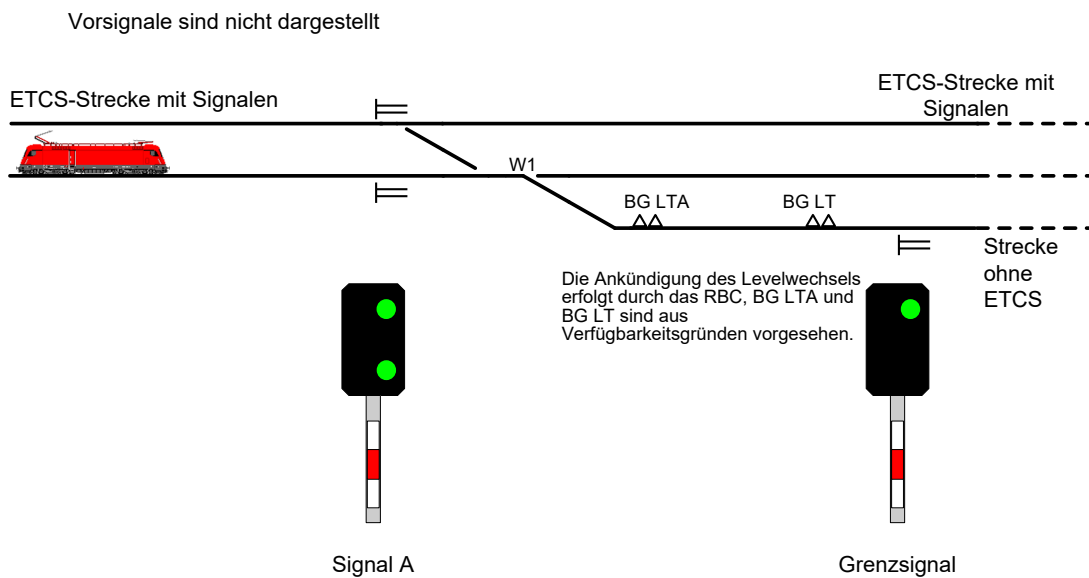 Vorsignale sind nicht dargestellt
ETCS-Strecke mit Signalen
ETCS-Strecke mit
Signalen
W1
BG LTA
BG LT
Strecke
ohne
ETCS
Die Ankündigung des Levelwechsels
erfolgt durch das RBC, BG LTA und
BG LT sind aus
Verfügbarkeitsgründen vorgesehen.
Signal A
Grenzsignal